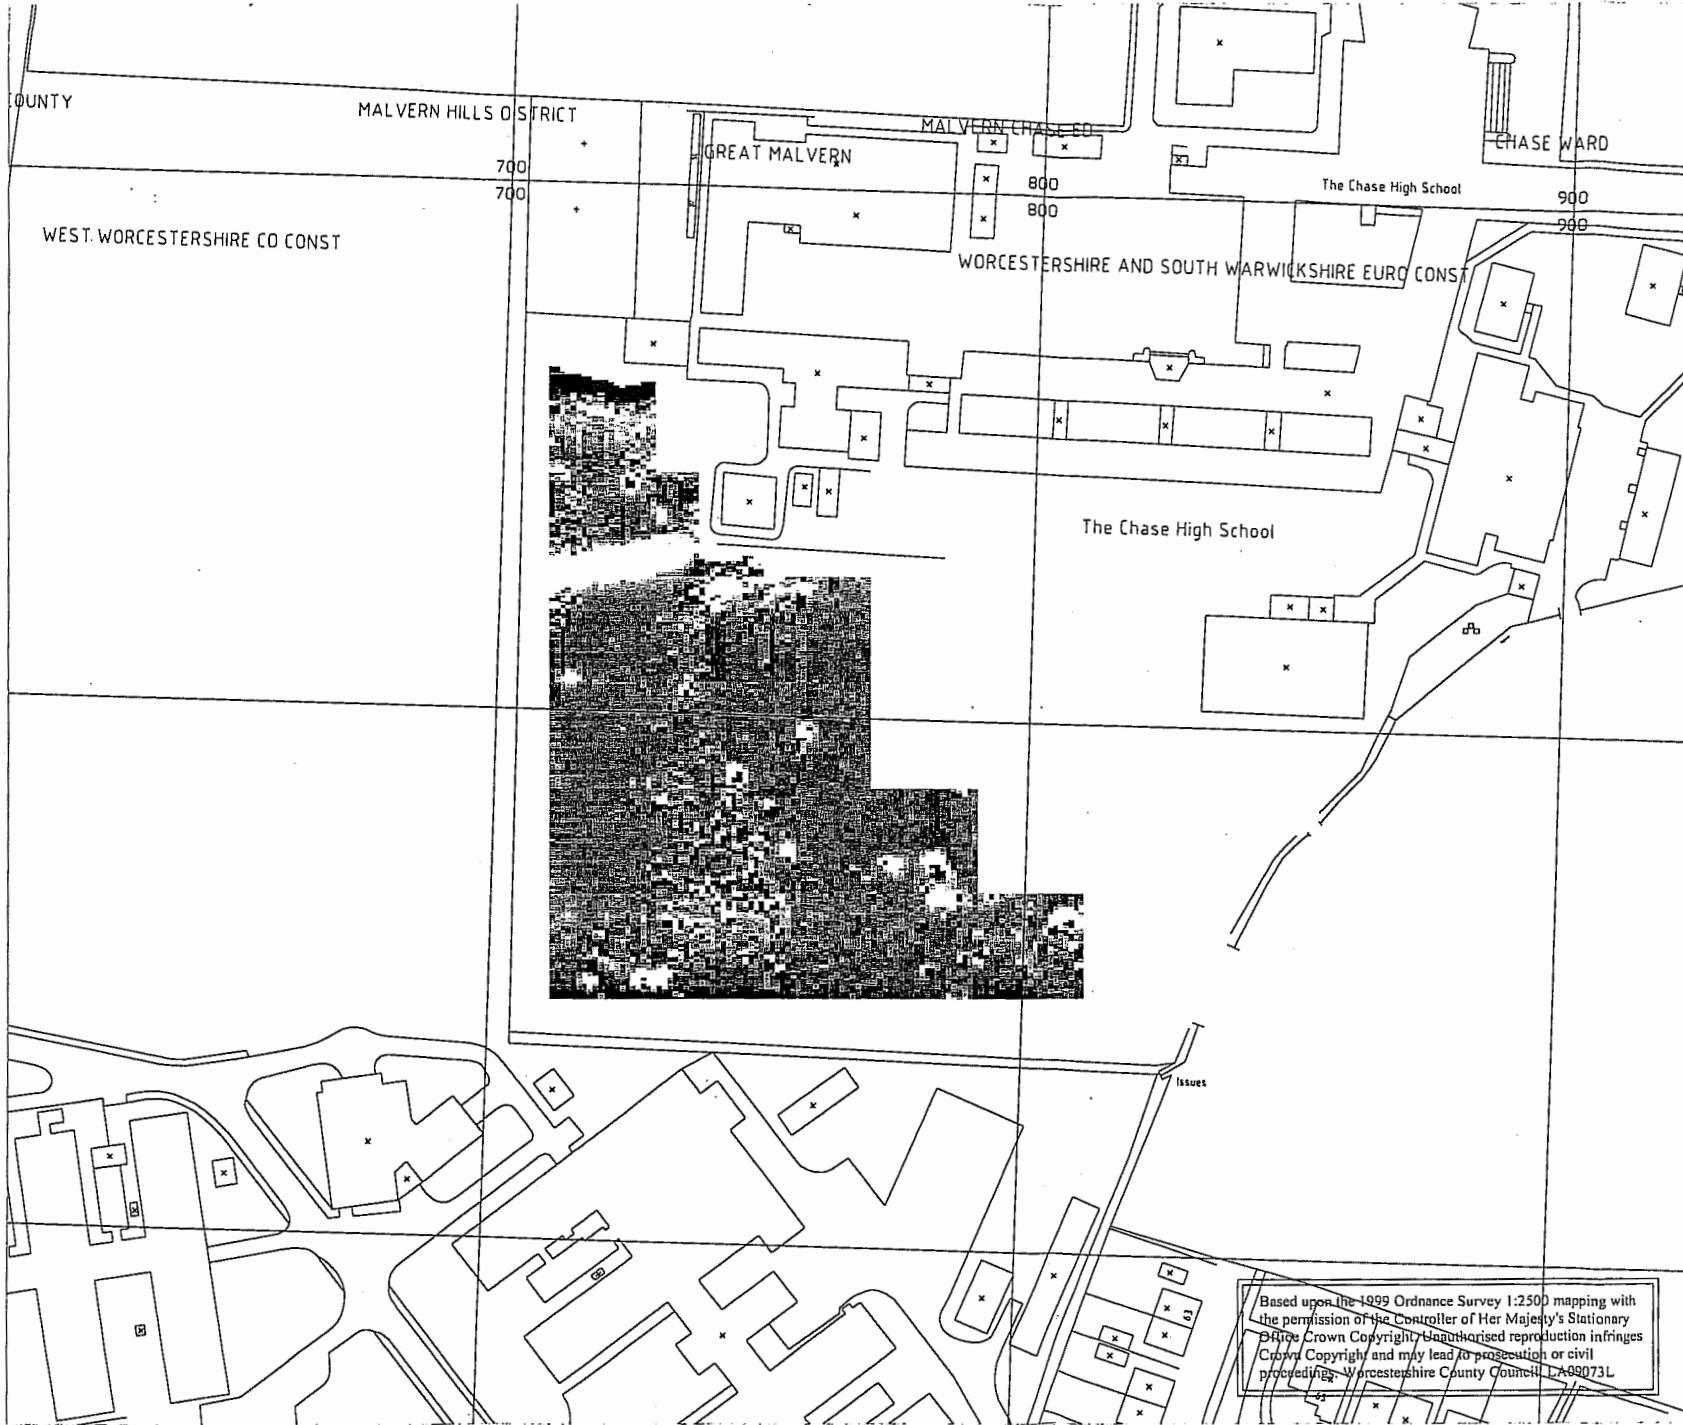 OUNTY
MALVERN HILLS DISTRICT
MALVERN CHASE ED
CHASE WARD
GREAT MALVERN
700
700
800
800
The Chase High School
900
900
WEST WORCESTERSHIRE CO CONST
WORCESTERSHIRE AND SOUTH WARWICKSHIRE EURO CONST
The Chase High School
Issues
63
Based upon the 1999 Ordnance Survey 1:2500 mapping with
the permission of the Controller of Her Majesty's Stationary
Office Crown Copyright. Unauthorised reproduction infringes
Crown Copyright and may lead to prosecution or civil
proceedings. Worcestershire County Council LA09073L